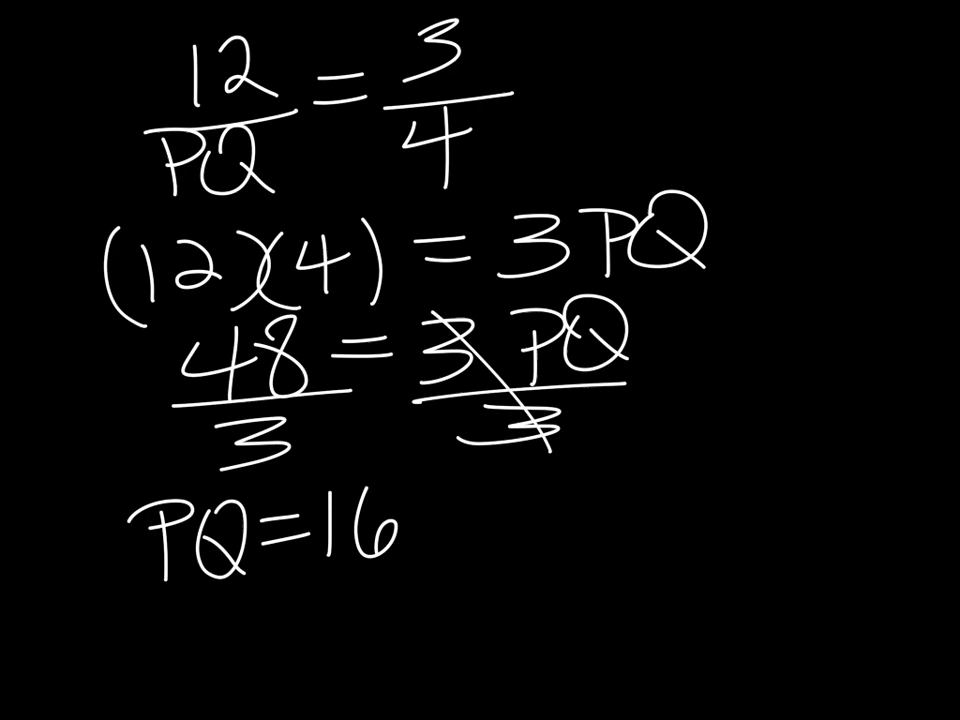 12/PQ = 3/4
(12)(4) = 3PQ
48/3 = 3PQ/3
PQ = 16